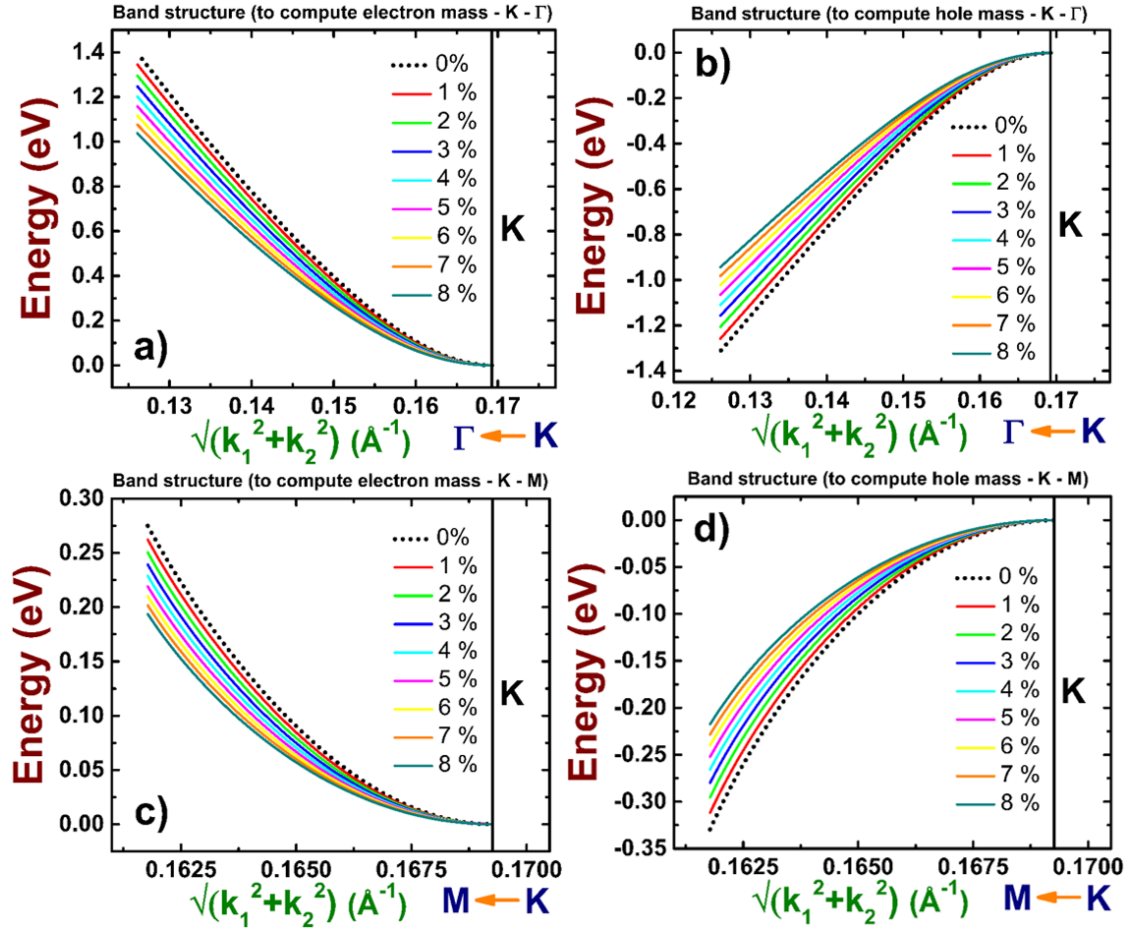 Band structure (to compute electron mass - K - Γ)
Energy (eV)
1.4
1.2
1.0
0.8
0.6
0.4
0.2
0.0
0%
1 %
2 %
3 %
4 %
5 %
6 %
7 %
8 %
a)
K
0.13 0.14 0.15 0.16 0.17
√(k₁²+k₂²) (Å⁻¹) Γ ← K
Band structure (to compute hole mass - K - Γ)
b)
Energy (eV)
0.0
-0.2
-0.4
-0.6
-0.8
-1.0
-1.2
-1.4
0%
1 %
2 %
3 %
4 %
5 %
6 %
7 %
8 %
K
0.12 0.13 0.14 0.15 0.16 0.17
√(k₁²+k₂²) (Å⁻¹) Γ ← K
Band structure (to compute electron mass - K - M)
Energy (eV)
0.30
0.25
0.20
0.15
0.10
0.05
0.00
0%
1 %
2 %
3 %
4 %
5 %
6 %
7 %
8 %
c)
K
0.1625 0.1650 0.1675 0.1700
√(k₁²+k₂²) (Å⁻¹) M ← K
Band structure (to compute hole mass - K - M)
d)
Energy (eV)
0.00
-0.05
-0.10
-0.15
-0.20
-0.25
-0.30
-0.35
0 %
1 %
2 %
3 %
4 %
5 %
6 %
7 %
8 %
K
0.1625 0.1650 0.1675 0.1700
√(k₁²+k₂²) (Å⁻¹) M ← K